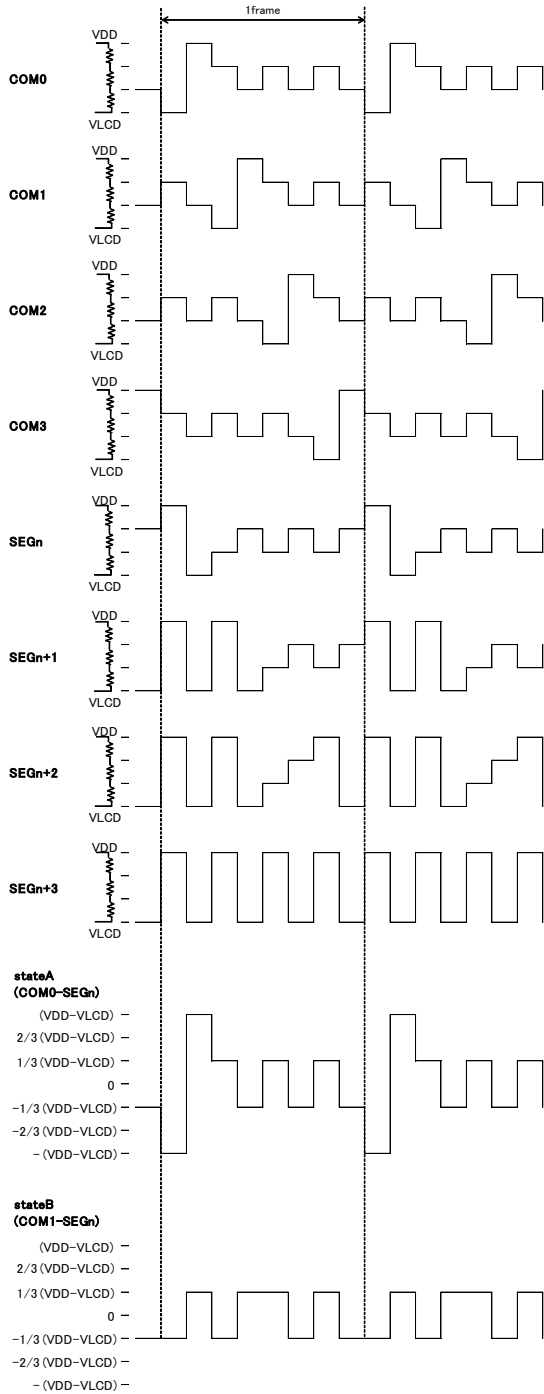 1frame
VDD
COM0
VLCD
VDD
COM1
VLCD
VDD
COM2
VLCD
VDD
COM3
VLCD
VDD
SEGn
VLCD
VDD
SEGn+1
VLCD
VDD
SEGn+2
VLCD
VDD
SEGn+3
VLCD
stateA
(COM0-SEGn)
(VDD-VLCD)
2/3(VDD-VLCD)
1/3(VDD-VLCD)
0
-1/3(VDD-VLCD)
-2/3(VDD-VLCD)
-(VDD-VLCD)
stateB
(COM1-SEGn)
(VDD-VLCD)
2/3(VDD-VLCD)
1/3(VDD-VLCD)
0
-1/3(VDD-VLCD)
-2/3(VDD-VLCD)
-(VDD-VLCD)